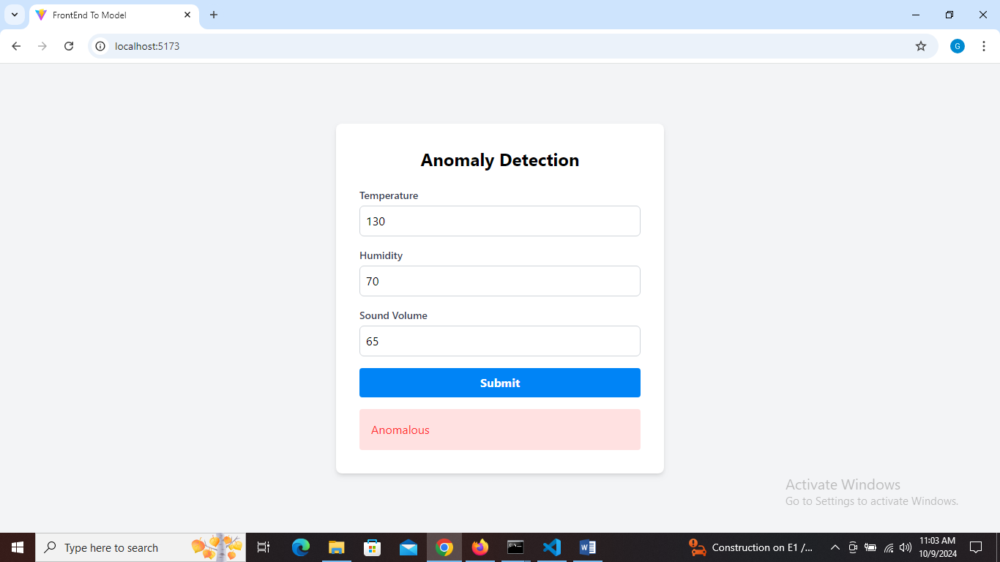 FrontEnd To Model
localhost:5173
G
Anomaly Detection
Temperature
130
Humidity
70
Sound Volume
65
Submit
Anomalous
Activate Windows
Go to Settings to activate Windows.
Type here to search
Construction on E1 /...
11:03 AM
10/9/2024